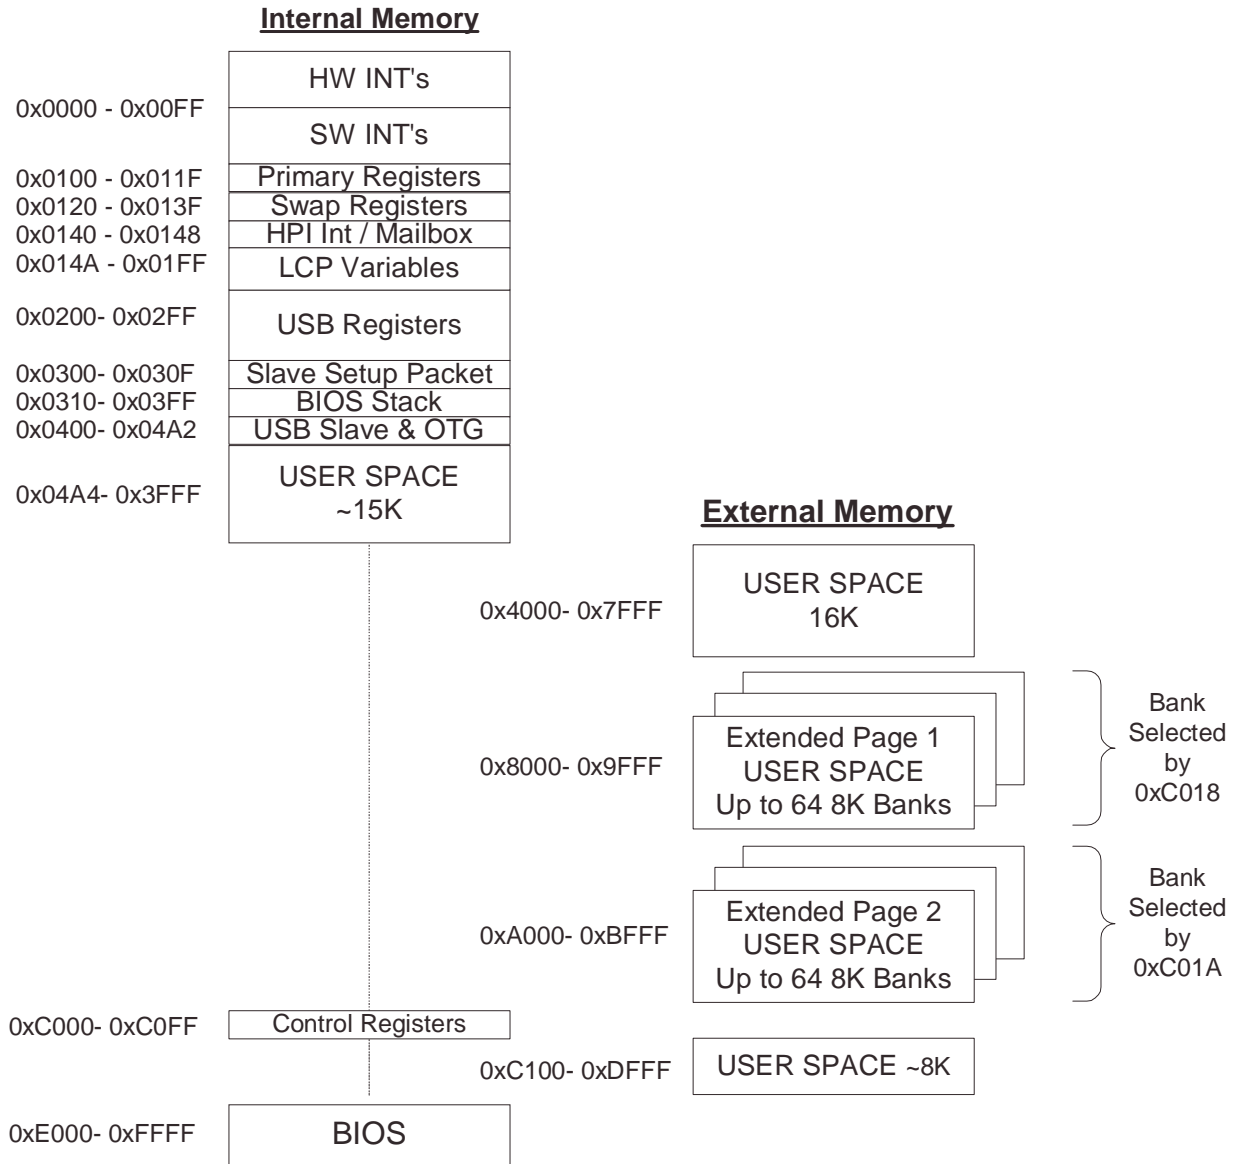 Internal Memory
HW INT's
0x0000 - 0x00FF
SW INT's
0x0100 - 0x011F
Primary Registers
0x0120 - 0x013F
Swap Registers
0x0140 - 0x0148
HPI Int / Mailbox
0x014A - 0x01FF
LCP Variables
0x0200- 0x02FF
USB Registers
0x0300- 0x030F
Slave Setup Packet
0x0310- 0x03FF
BIOS Stack
0x0400- 0x04A2
USB Slave & OTG
0x04A4- 0x3FFF
USER SPACE
~15K
External Memory
0x4000- 0x7FFF
USER SPACE
16K
0x8000- 0x9FFF
Extended Page 1
USER SPACE
Up to 64 8K Banks
Bank
Selected
by
0xC018
0xA000- 0xBFFF
Extended Page 2
USER SPACE
Up to 64 8K Banks
Bank
Selected
by
0xC01A
0xC000- 0xC0FF
Control Registers
0xC100- 0xDFFF
USER SPACE ~8K
0xE000- 0xFFFF
BIOS